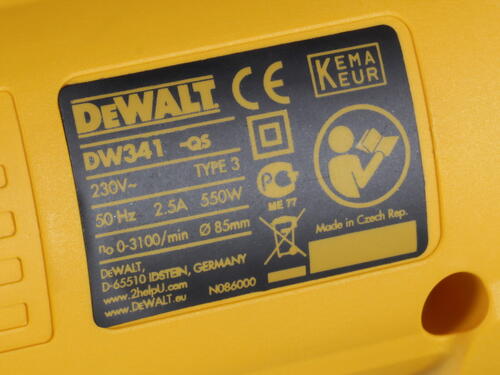 DEWALT
CE
KEMA
KEUR
DW341 -QS
230V~ TYPE 3
50 Hz 2.5A 550W
n₀ 0-3100/min Ø 85mm
PC
ME 77
Made in Czech Rep.
DEWALT,
D-65510 IDSTEIN, GERMANY
www.2helpU.com
www.DEWALT.eu N086000